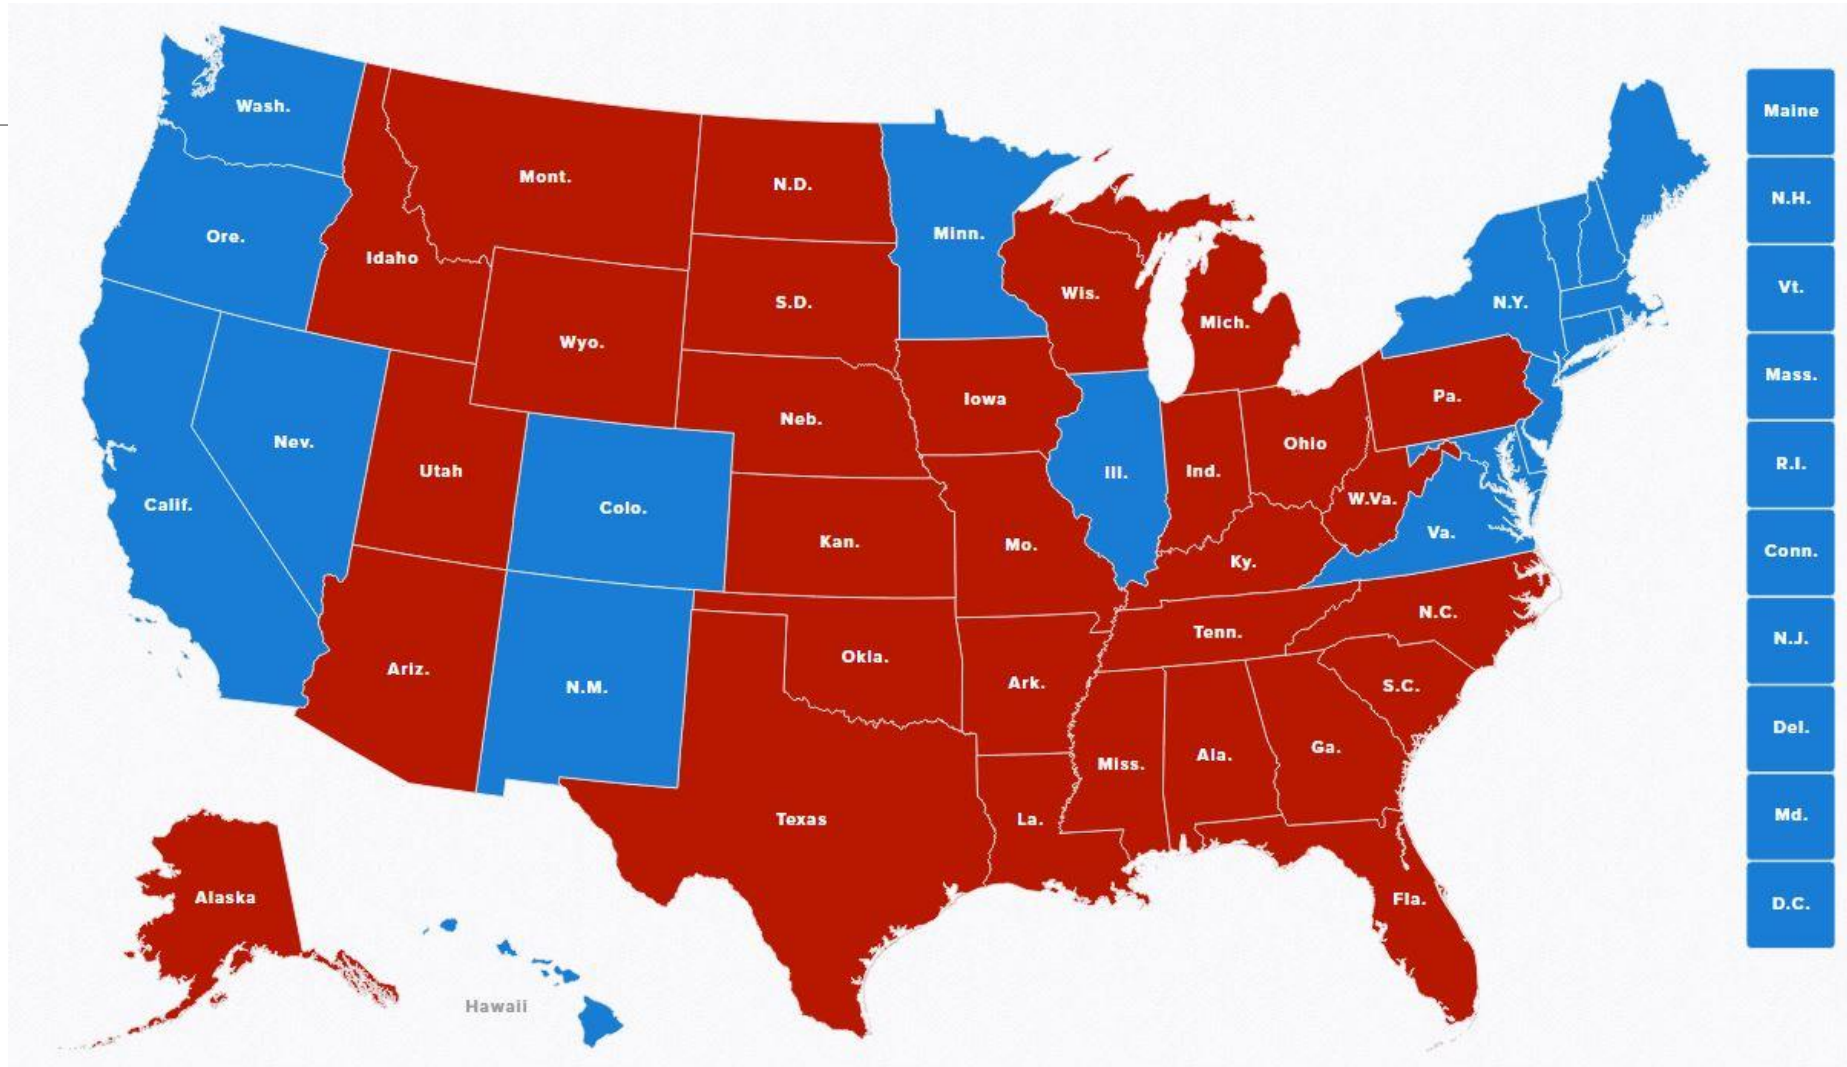 Wash.
Maine
Mont.
N.D.
N.H.
Ore.
Minn.
Idaho
Vt.
Wis.
S.D.
N.Y.
Mich.
Wyo.
Mass.
Pa.
Iowa
Neb.
Nev.
Ohio
R.I.
Utah
Ill.
Ind.
W.Va.
Calif.
Colo.
Va.
Kan.
Mo.
Conn.
Ky.
N.C.
Tenn.
N.J.
Okla.
Ariz.
Ark.
S.C.
N.M.
Del.
Ga.
Ala.
Miss.
Md.
Texas
La.
Alaska
Fla.
D.C.
Hawaii